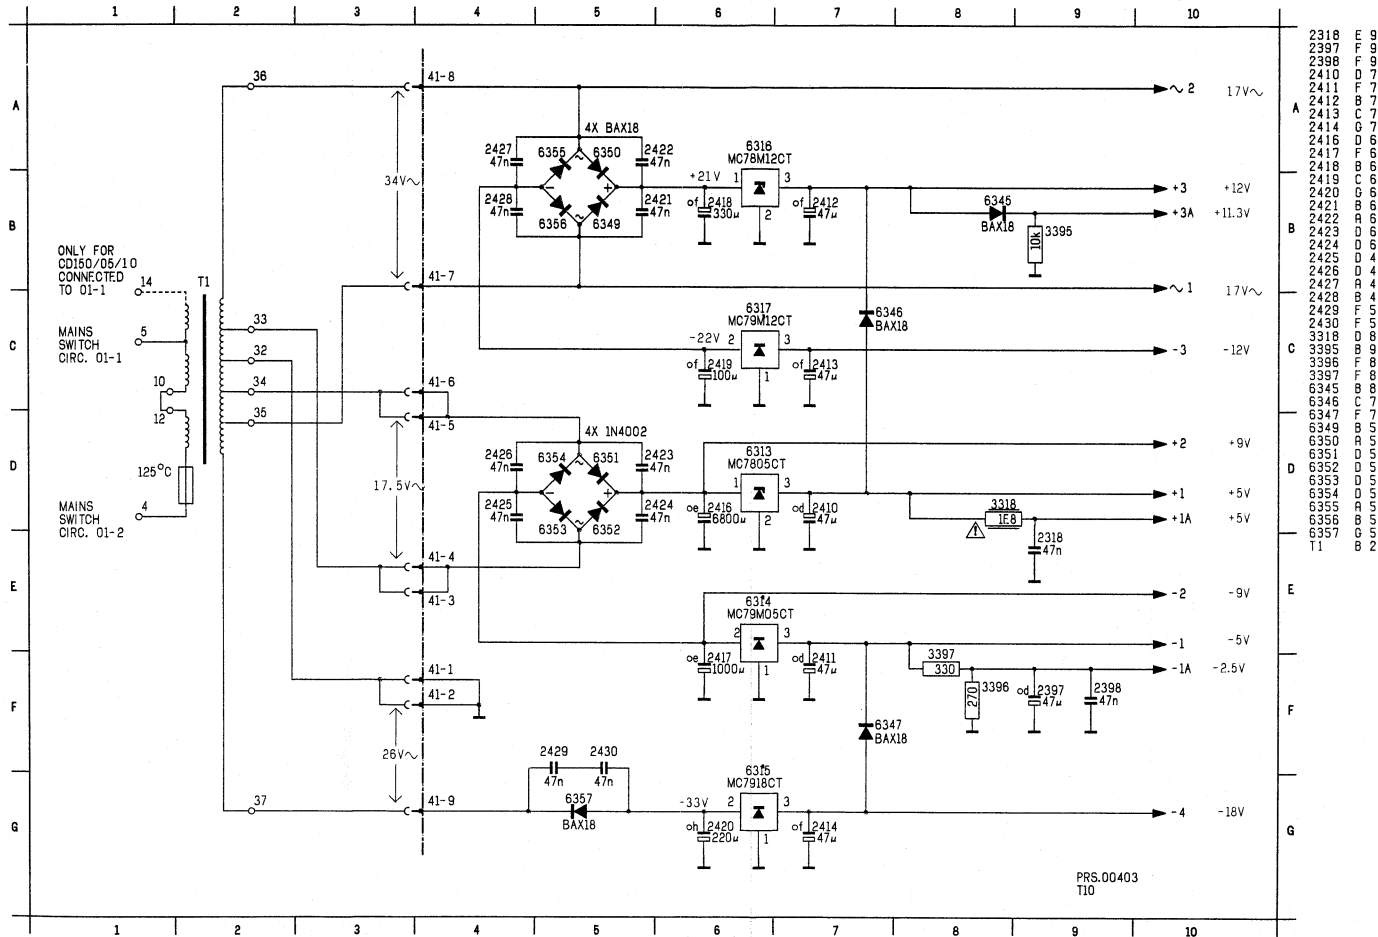 1 2 3 4 5 6 7 8 9 10
A
B
C
D
E
F
G
36
41-8
34V~
41-7
ONLY FOR
CD150/05/10
CONNECTED
TO 01-1
14
T1
MAINS
SWITCH
CIRC. 01-1
5
10
12
125°C
MAINS
SWITCH
CIRC. 01-2
4
33
32
34
35
41-6
41-5
17.5V~
41-4
41-3
41-1
41-2
26V~
37
41-9
4X BAX18
2427
47n
6355
6350
2422
47n
~
- +
2428
47n
6356
6349
2421
47n
~
+21V
6316
MC78M12CT
1 3
2
of 2418
330µ
of 2412
47µ
6345
BAX18
3395
10k
~ 2 17V~
+3 +12V
+3A +11.3V
~ 1 17V~
6317
MC79M12CT
-22V 2 3
1
of 2419
100µ
of 2413
47µ
6346
BAX18
-3 -12V
4X 1N4002
2426
47n
6354
6351
2423
47n
~
- +
2425
47n
6353
6352
2424
47n
~
6313
MC7805CT
1 3
2
oe 2416
6800µ
od 2410
47µ
3318
1E8
2318
47n
+2 +9V
+1 +5V
+1A +5V
6314
MC79M05CT
2 3
1
oe 2417
1000µ
od 2411
47µ
3397
330
3396
270
od 2397
47µ
2398
47n
-2 -9V
-1 -5V
-1A -2.5V
6347
BAX18
2429
47n
2430
47n
6357
BAX18
-33V
6315
MC7918CT
2 3
1
oh 2420
220µ
of 2414
47µ
-4 -18V
PRS.00403
T10
A
B
C
D
E
F
G
1 2 3 4 5 6 7 8 9 10
2318 E 9
2397 F 9
2398 F 9
2410 D 7
2411 F 7
2412 B 7
2413 C 7
2414 G 7
2416 D 6
2417 F 6
2418 B 6
2419 C 6
2420 G 6
2421 B 6
2422 A 6
2423 D 6
2424 D 6
2425 D 4
2426 D 4
2427 A 4
2428 B 4
2429 F 5
2430 F 5
3318 D 8
3395 B 9
3396 F 8
3397 F 8
6345 B 8
6346 C 7
6347 F 7
6349 B 5
6350 A 5
6351 D 5
6352 D 5
6353 D 5
6354 D 5
6355 A 5
6356 B 5
6357 G 5
T1 B 2